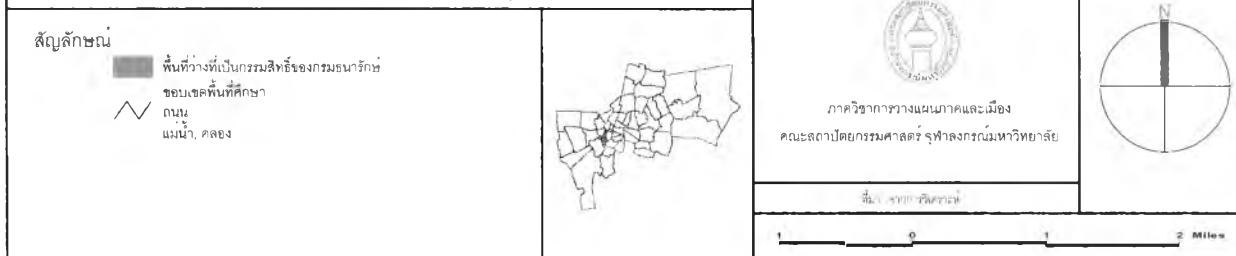 สัญลักษณ์
พื้นที่ว่างที่เป็นกรรมสิทธิ์ของกรมธนารักษ์
ขอบเขตพื้นที่ศึกษา
ถนน
แม่น้ำ, คลอง
ภาควิชาการวางแผนภาคและเมือง
คณะสถาปัตยกรรมศาสตร์ จุฬาลงกรณ์มหาวิทยาลัย
N
1 0 1 2 Miles